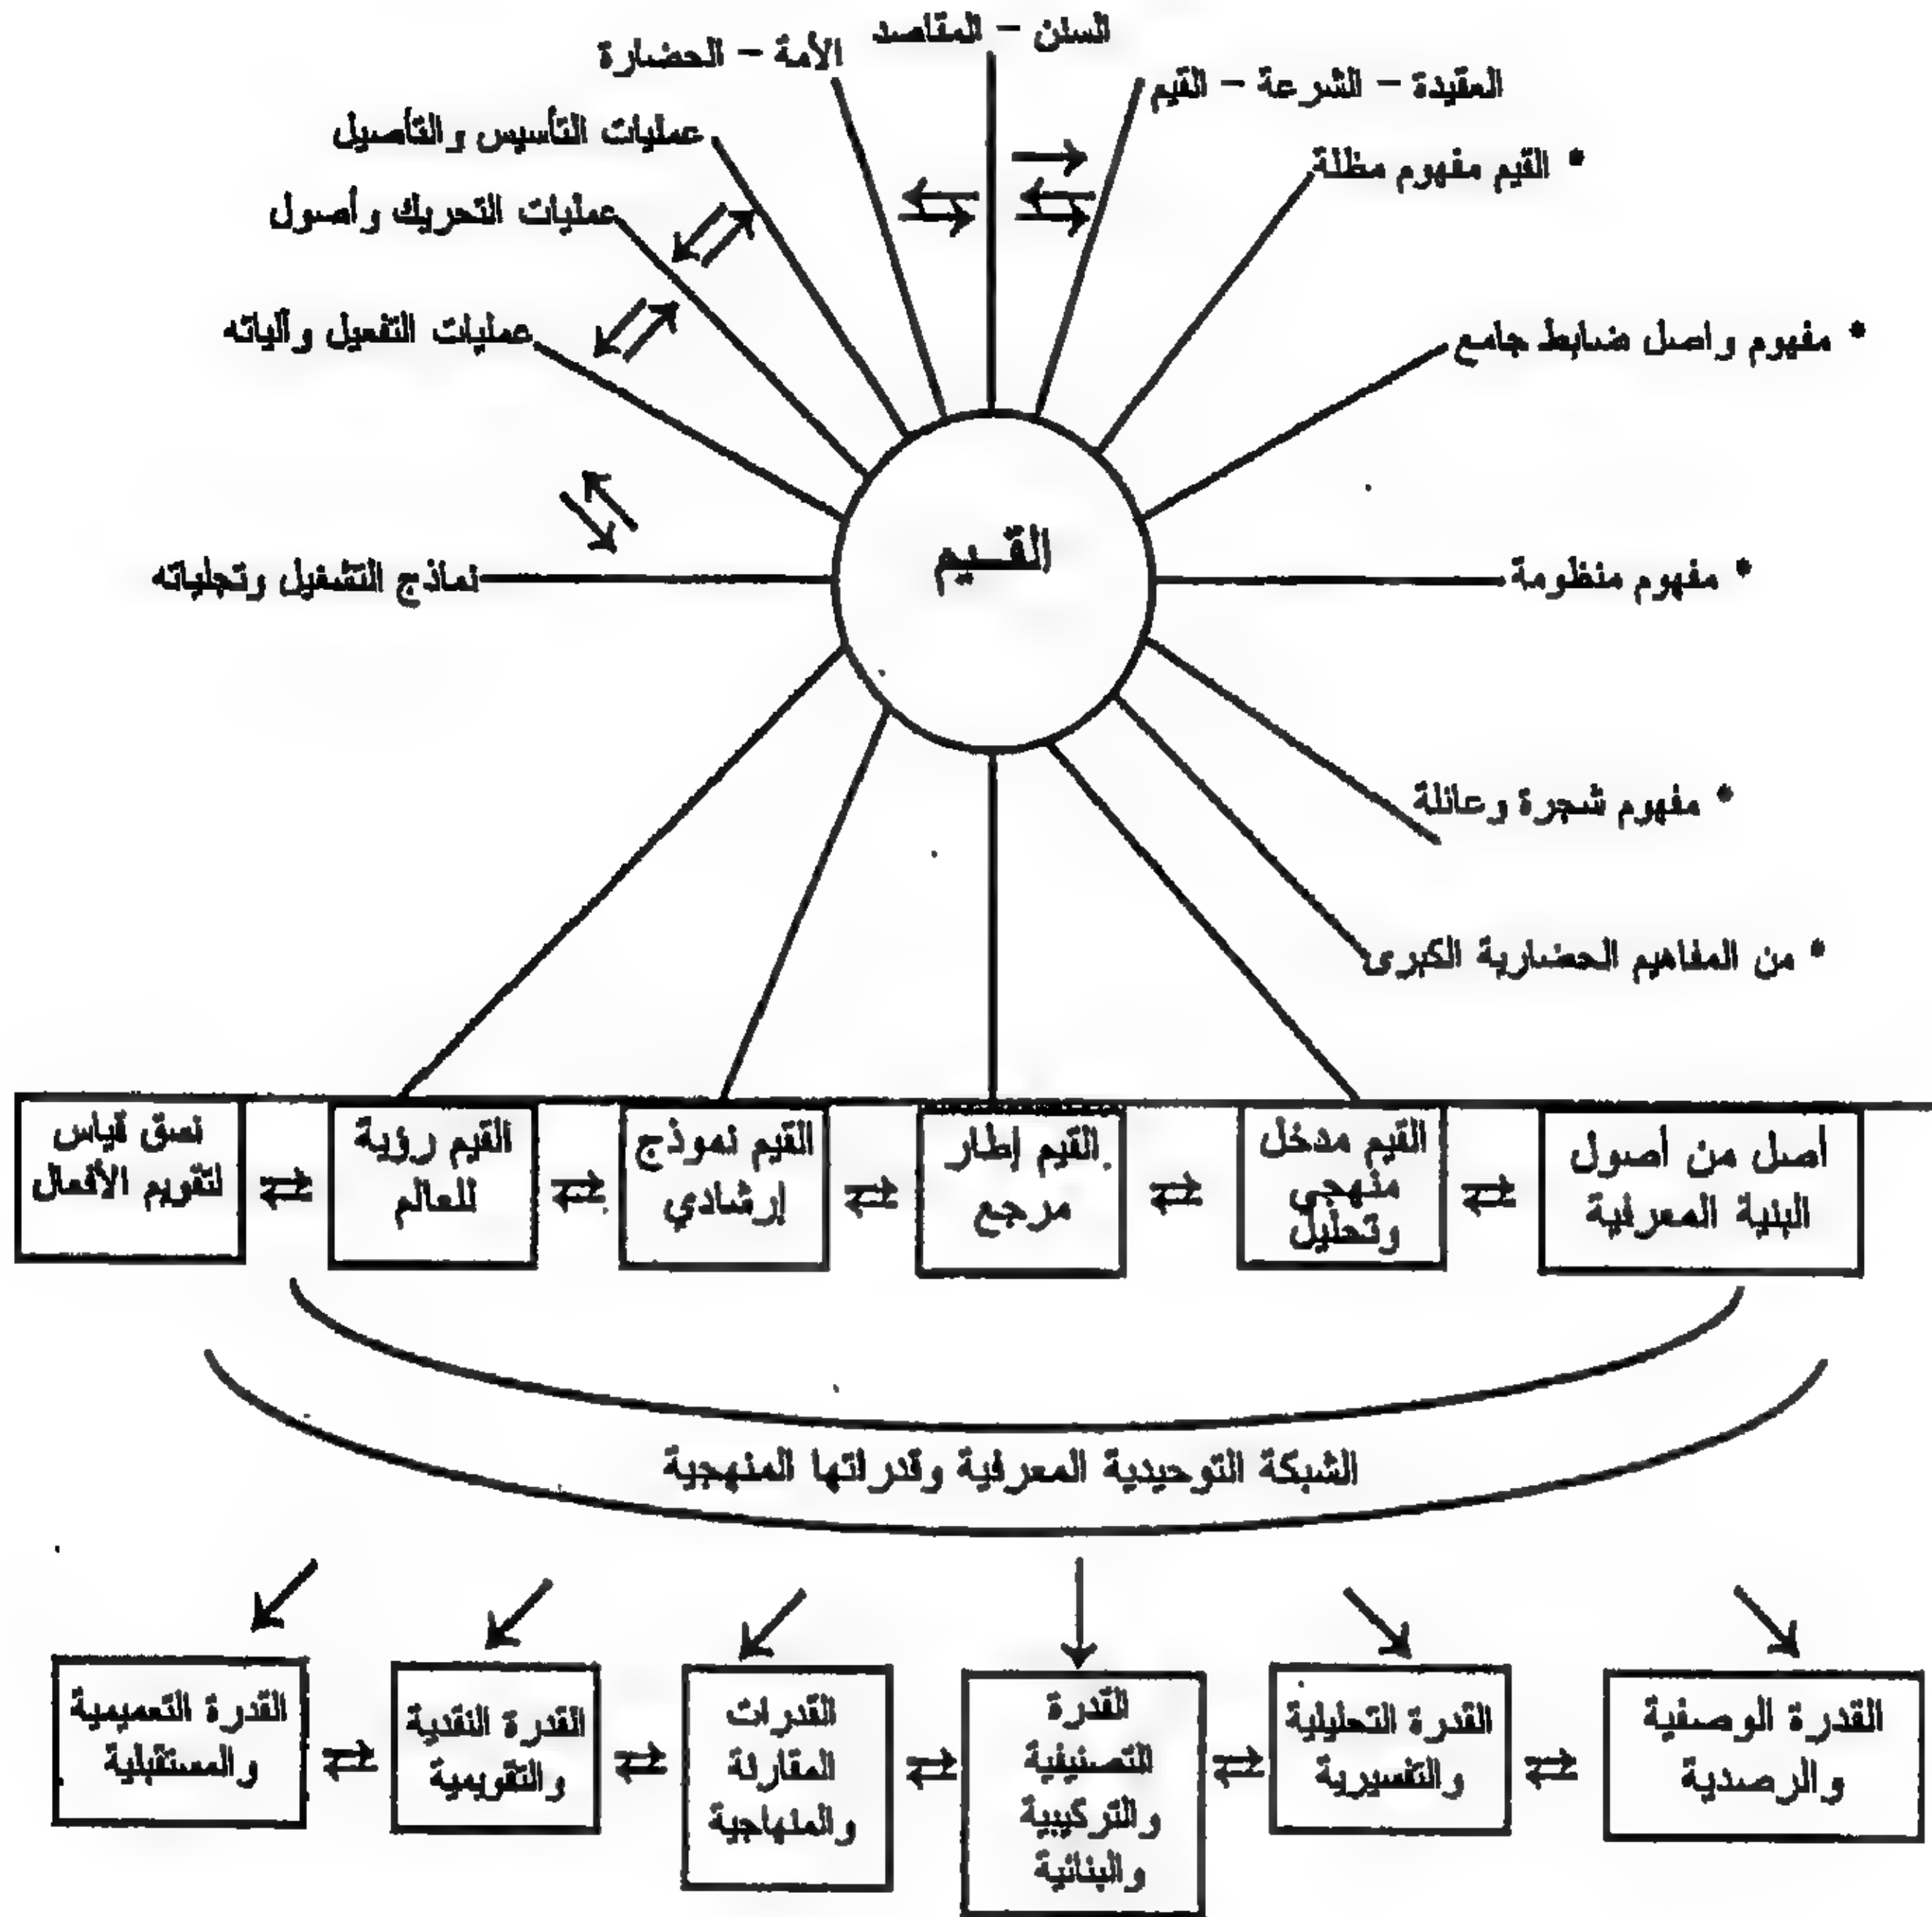 السنن - المقاصد
الأمة - الحضارة
العقيدة - الشرعة - القيم
عمليات التأسيس والتأصيل
* القيم مفهوم مظلة
عمليات التحريك وأصول
* مفهوم واصل ضابط جامع
عمليات التفعيل وآلياته
القيم
* مفهوم منظومة
نماذج التشغيل وتجلياته
* مفهوم شجرة وعائلة
* من المفاهيم الحضارية الكبرى
أصل من أصول
البنية المعرفية
القيم مدخل
منهجي
وتحليل
القيم إطار
مرجع
القيم نموذج
إرشادي
القيم رؤية
للعالم
نسق قياس
لتقويم الأفعال
الشبكة التوحيدية المعرفية وقدراتها المنهجية
القدرة الوصفية
والرصدية
القدرة التحليلية
والتفسيرية
القدرة
التصنيفية
والتركيبية
والبنائية
القدرات
المقارنة
والمنهاجية
القدرة النقدية
والتقويمية
القدرة التعميمية
والمستقبلية